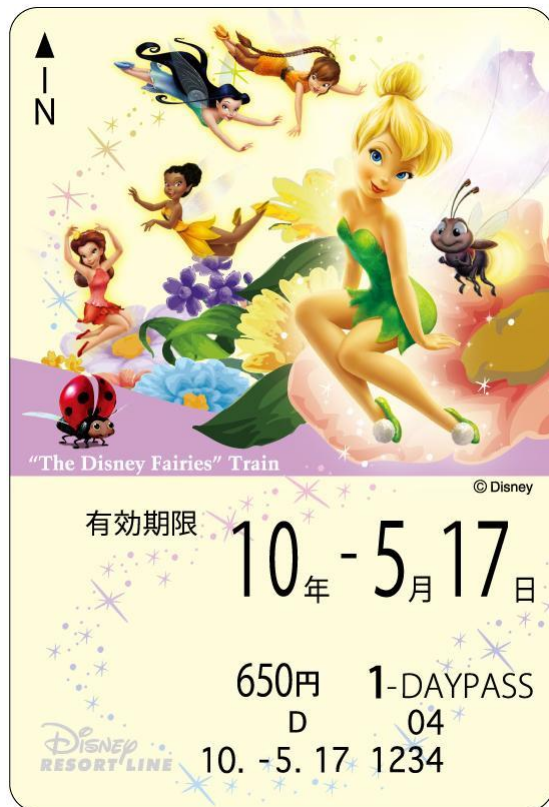 ▲
IN
"The Disney Fairies" Train
© Disney
有効期限 10年-5月17日
650円 1-DAYPASS
D 04
10. -5. 17 1234
Disney
RESORT LINE